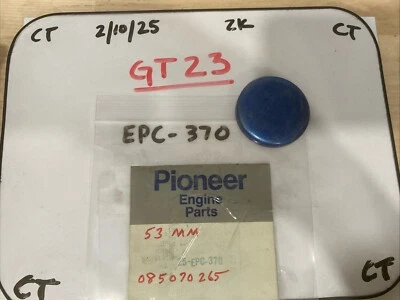 CT 2/10/25 ZK CT
GT23
EPC-370
Pioneer
Engine
Parts
53 MM
25-EPC-370
085070265
CT CT